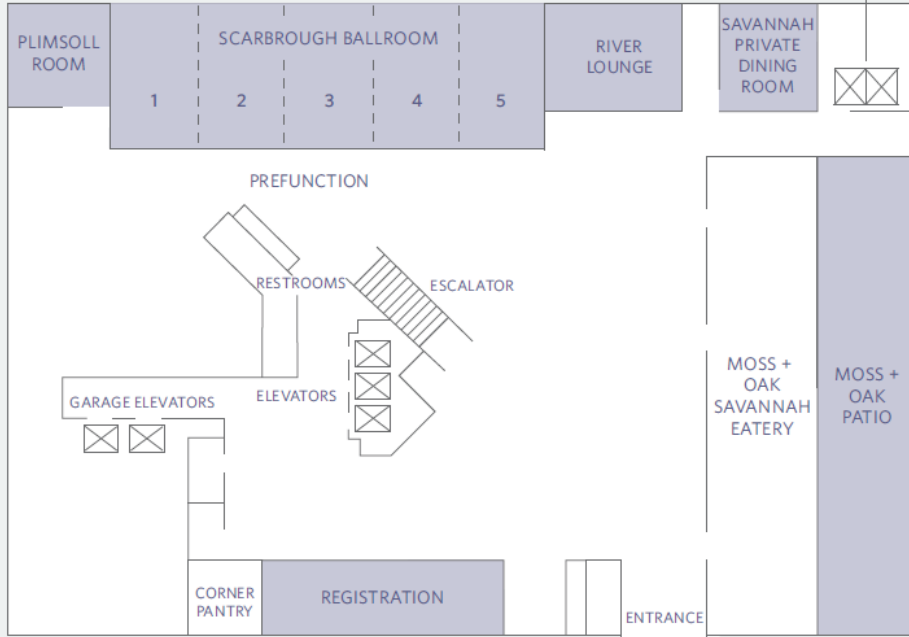 PLIMSOLL
ROOM
SCARBROUGH BALLROOM
1 2 3 4 5
RIVER
LOUNGE
SAVANNAH
PRIVATE
DINING
ROOM
PREFUNCTION
RESTROOMS
ESCALATOR
ELEVATORS
GARAGE ELEVATORS
MOSS +
OAK
SAVANNAH
EATERY
MOSS +
OAK
PATIO
CORNER
PANTRY
REGISTRATION
ENTRANCE